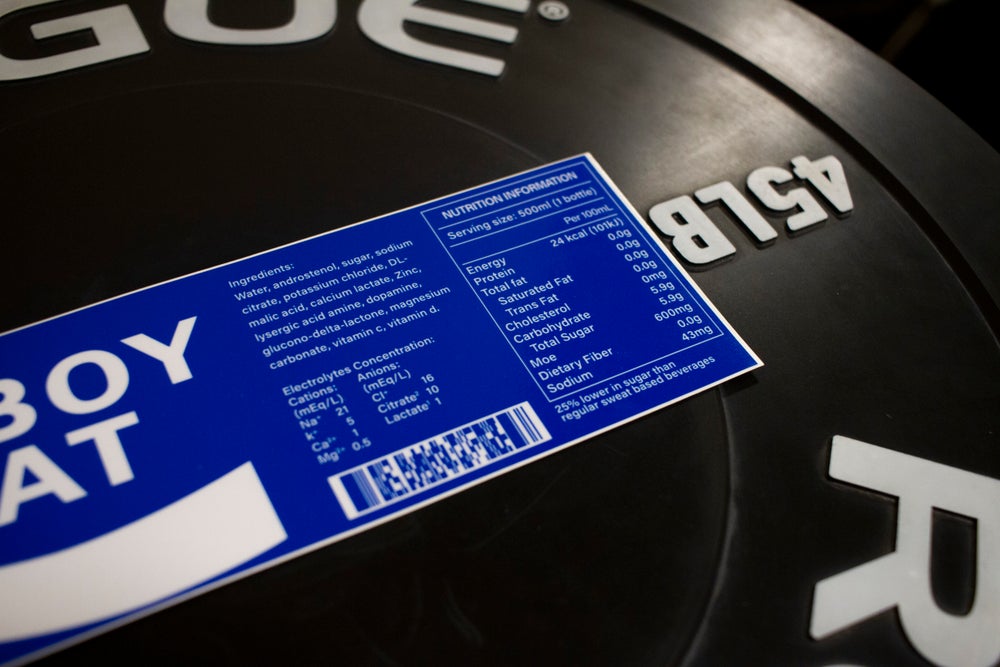 GUE®
45LB
R
BOY
AT
Ingredients:
Water, androstenol, sugar, sodium
citrate, potassium chloride, DL-
malic acid, calcium lactate, Zinc,
lysergic acid amine, dopamine,
glucono-delta-lactone, magnesium
carbonate, vitamin c, vitamin d.
Electrolytes Concentration:
Cations: Anions:
(mEq/L) (mEq/L)
Na⁺ 21 Cl⁻ 16
k⁺ 5 Citrate³⁻ 10
Ca²⁺ 1 Lactate⁻ 1
Mg²⁺ 0.5
NUTRITION INFORMATION
Serving size: 500ml (1 bottle)
Per 100mL
Energy 24 kcal (101kJ)
Protein 0.0g
Total fat 0.0g
Saturated Fat 0.0g
Trans Fat 0.0g
Cholesterol 0mg
Carbohydrate 5.9g
Total Sugar 5.9g
Moe 600mg
Dietary Fiber 0.0g
Sodium 43mg
25% lower in sugar than
regular sweat based beverages